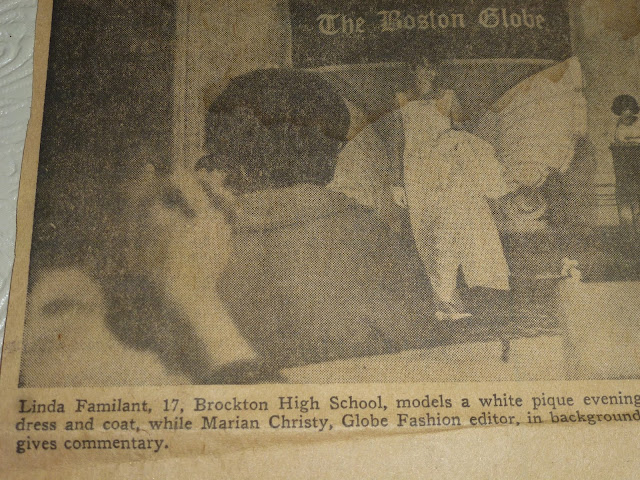 The Boston Globe
Linda Familant, 17, Brockton High School, models a white pique evening
dress and coat, while Marian Christy, Globe Fashion editor, in background
gives commentary.